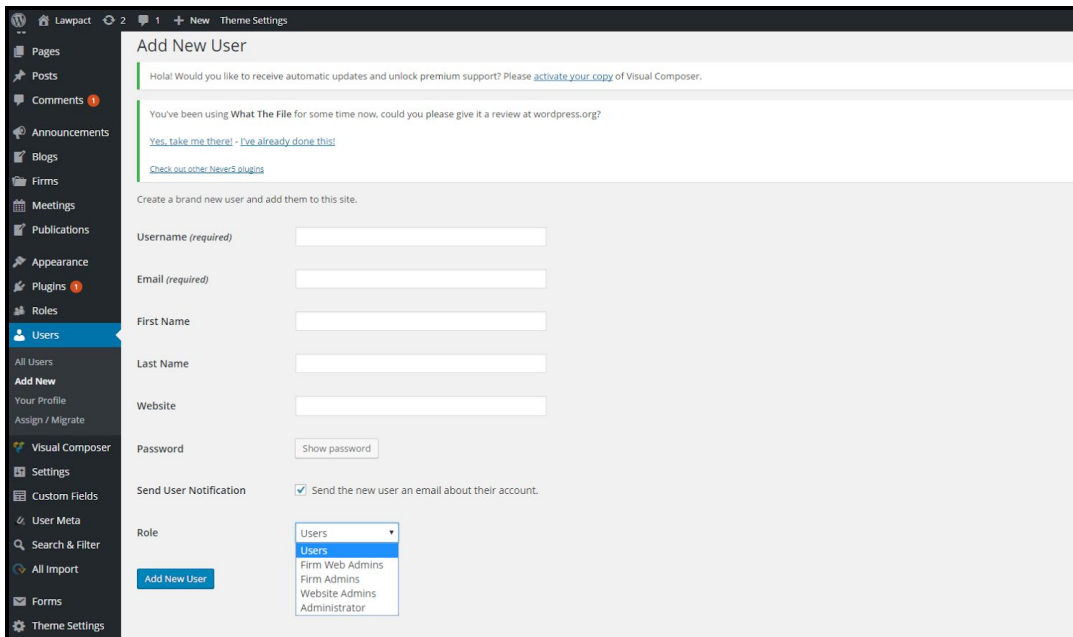 Lawpact 2 1 + New Theme Settings
Pages
Posts
Comments 1
Announcements
Blogs
Firms
Meetings
Publications
Appearance
Plugins 1
Roles
Users
All Users
Add New
Your Profile
Assign / Migrate
Visual Composer
Settings
Custom Fields
User Meta
Search & Filter
All Import
Forms
Theme Settings
Add New User
Hola! Would you like to receive automatic updates and unlock premium support? Please activate your copy of Visual Composer.
You've been using What The File for some time now, could you please give it a review at wordpress.org?
Yes, take me there! - I've already done this!
Check out other Never5 plugins
Create a brand new user and add them to this site.
Username (required)
Email (required)
First Name
Last Name
Website
Password Show password
Send User Notification Send the new user an email about their account.
Role Users
Users
Firm Web Admins
Firm Admins
Website Admins
Administrator
Add New User